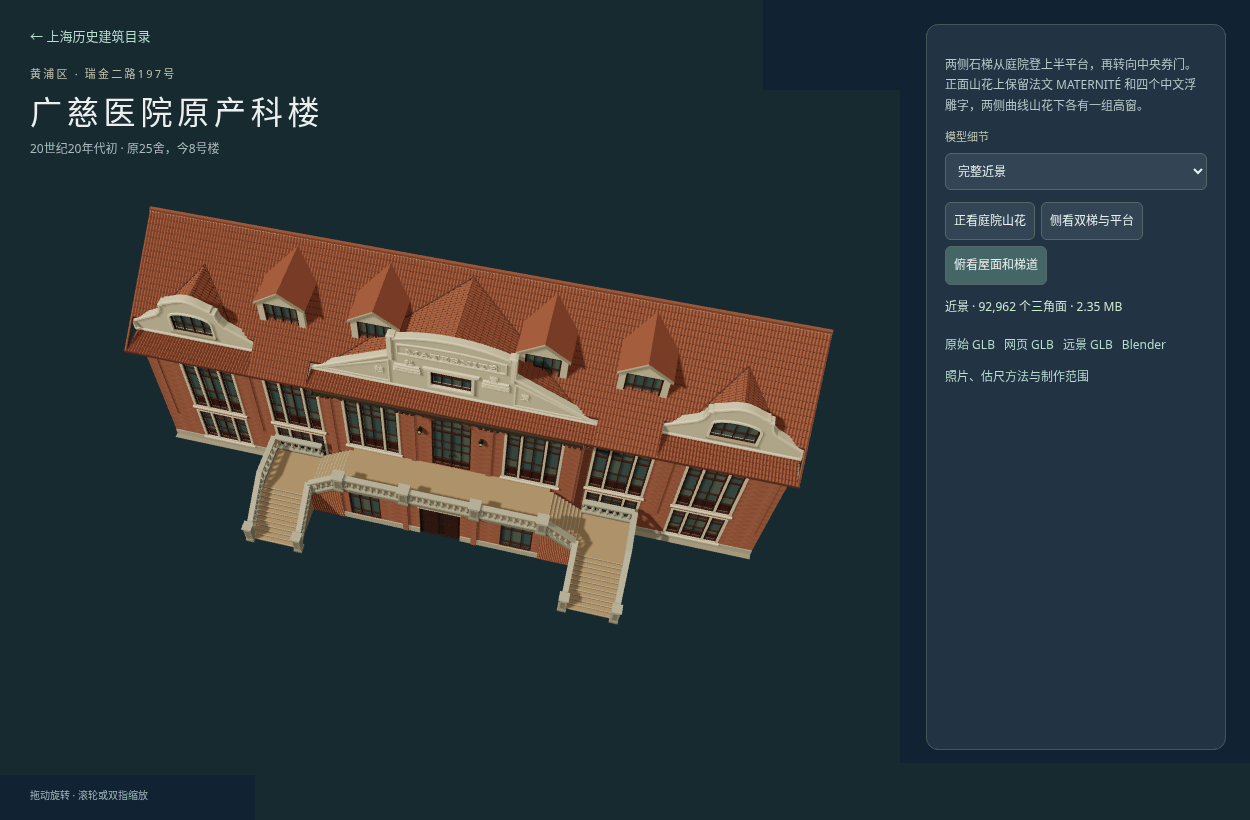 ← 上海历史建筑目录
黄浦区 · 瑞金二路197号
广慈医院原产科楼
20世纪20年代初 · 原25舍，今8号楼
MATERNITÉ
拖动旋转 · 滚轮或双指缩放
两侧石梯从庭院登上半平台，再转向中央券门。
正面山花上保留法文 MATERNITÉ 和四个中文浮
雕字，两侧曲线山花下各有一组高窗。
模型细节
完整近景
正看庭院山花
侧看双梯与平台
俯看屋面和梯道
近景 · 92,962 个三角面 · 2.35 MB
原始 GLB 网页 GLB 远景 GLB Blender
照片、估尺方法与制作范围